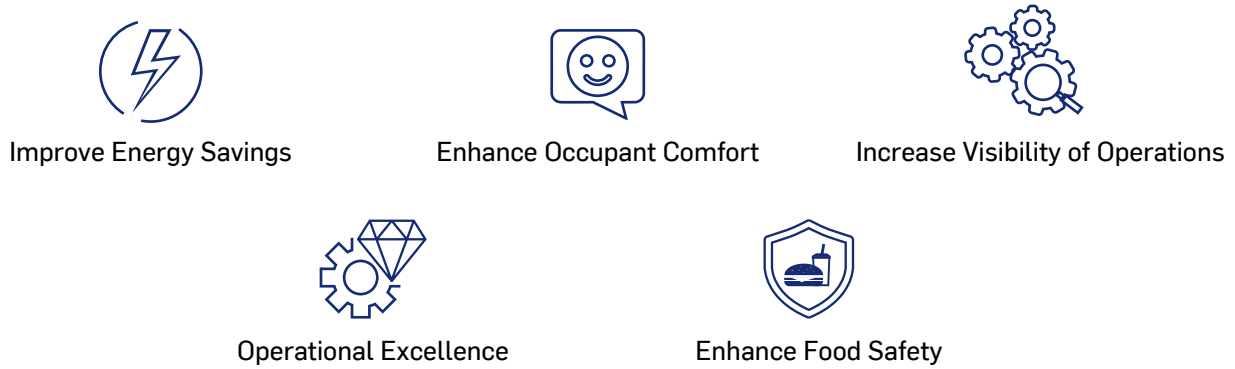 Improve Energy Savings
Enhance Occupant Comfort
Increase Visibility of Operations
Operational Excellence
Enhance Food Safety